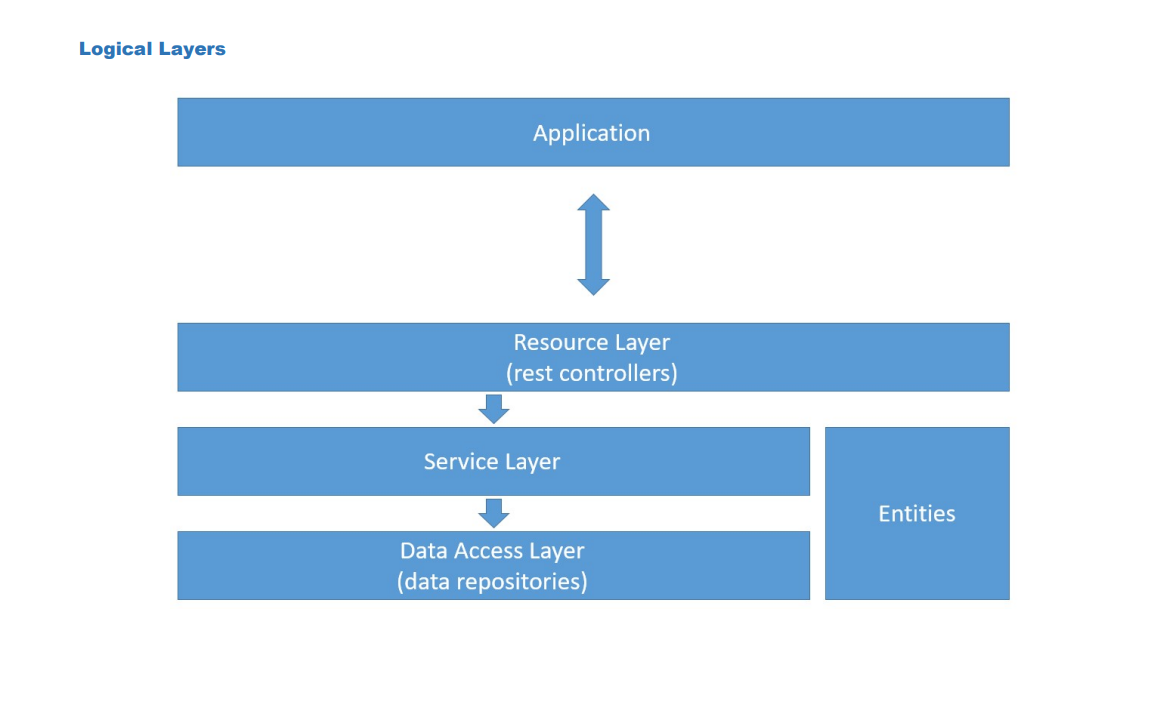 Logical Layers
Application
Resource Layer
(rest controllers)
Service Layer
Entities
Data Access Layer
(data repositories)